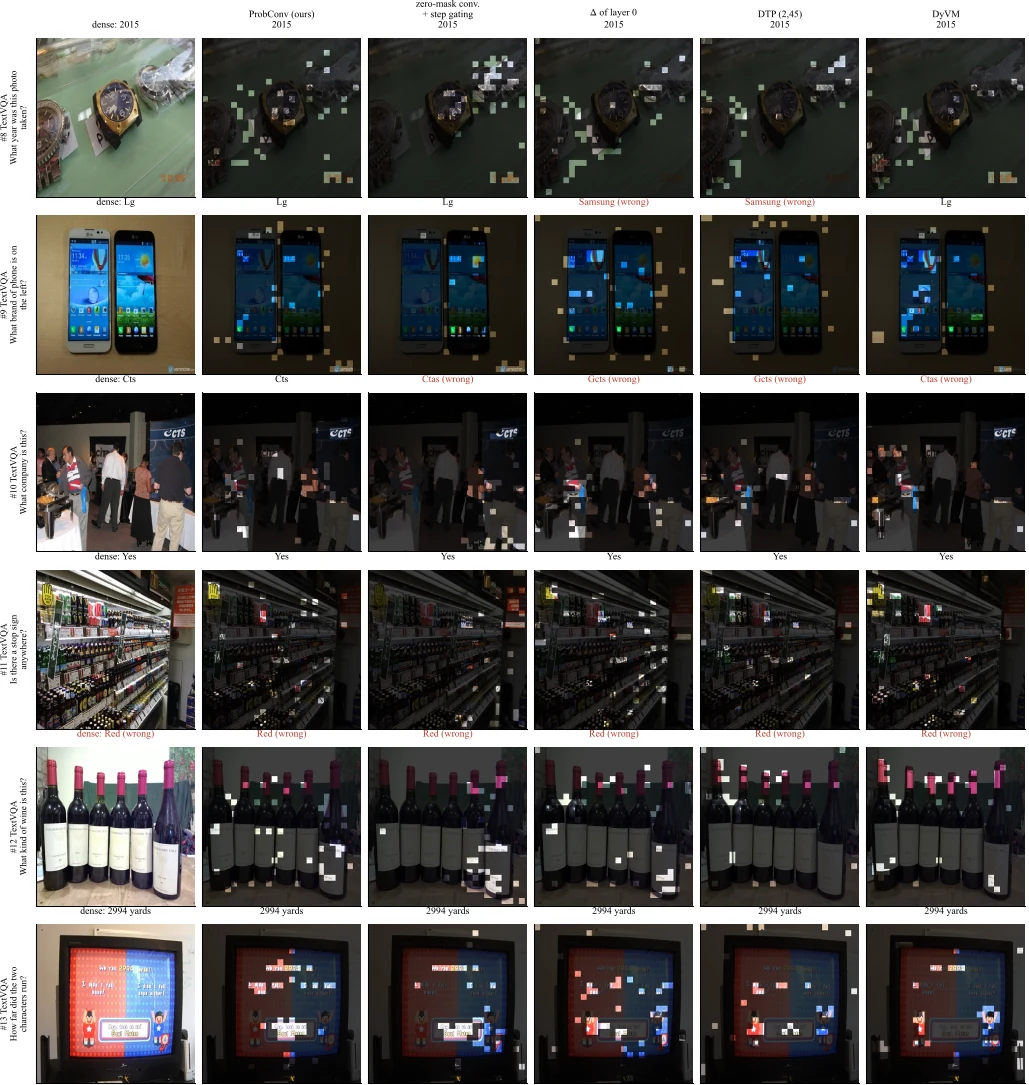 dense: 2015
ProbConv (ours)
2015
zero-mask conv.
+ step gating
2015
Δ of layer 0
2015
DTP (2,45)
2015
DyVM
2015
#8 TextVQA
What year was this photo
taken?
dense: Lg
Lg
Lg
Samsung (wrong)
Samsung (wrong)
Lg
#9 TextVQA
What brand of phone is on
the left?
dense: Cts
Cts
Ctas (wrong)
Gcts (wrong)
Gcts (wrong)
Ctas (wrong)
#10 TextVQA
What company is this?
CTS
CTS
CTS
CTS
CTS
CTS
dense: Yes
Yes
Yes
Yes
Yes
Yes
#11 TextVQA
Is there a stop sign
anywhere?
dense: Red (wrong)
Red (wrong)
Red (wrong)
Red (wrong)
Red (wrong)
Red (wrong)
#12 TextVQA
What kind of wine is this?
dense: 2994 yards
2994 yards
2994 yards
2994 yards
2994 yards
2994 yards
#13 TextVQA
How far did the two
characters run?